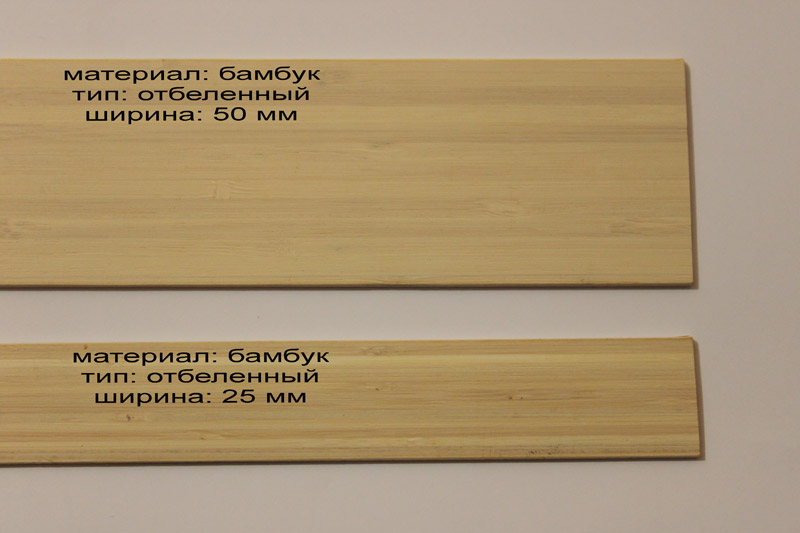 материал: бамбук
тип: отбеленный
ширина: 50 мм
материал: бамбук
тип: отбеленный
ширина: 25 мм